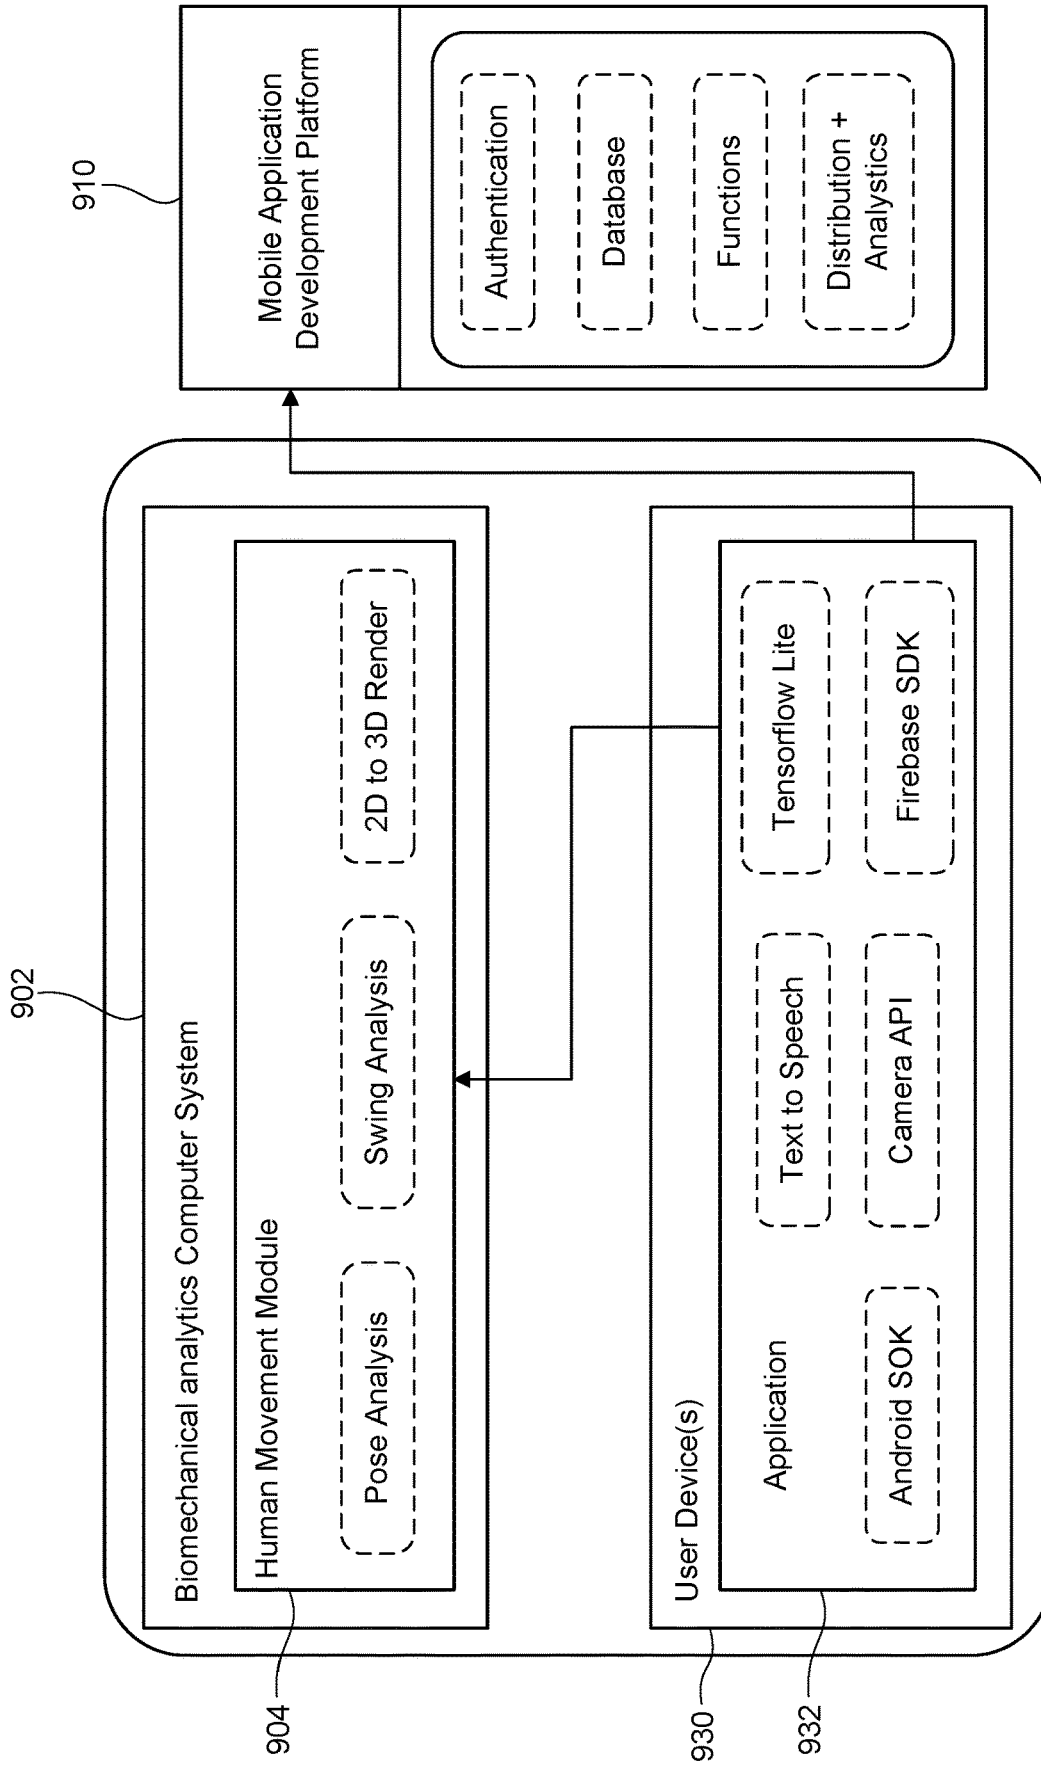 902
Biomechanical analytics Computer System
904
Human Movement Module
Pose Analysis
Swing Analysis
2D to 3D Render
930
User Device(s)
932
Application
Text to Speech
Tensorflow Lite
Android SOK
Camera API
Firebase SDK
910
Mobile Application
Development Platform
Authentication
Database
Functions
Distribution +
Analystics